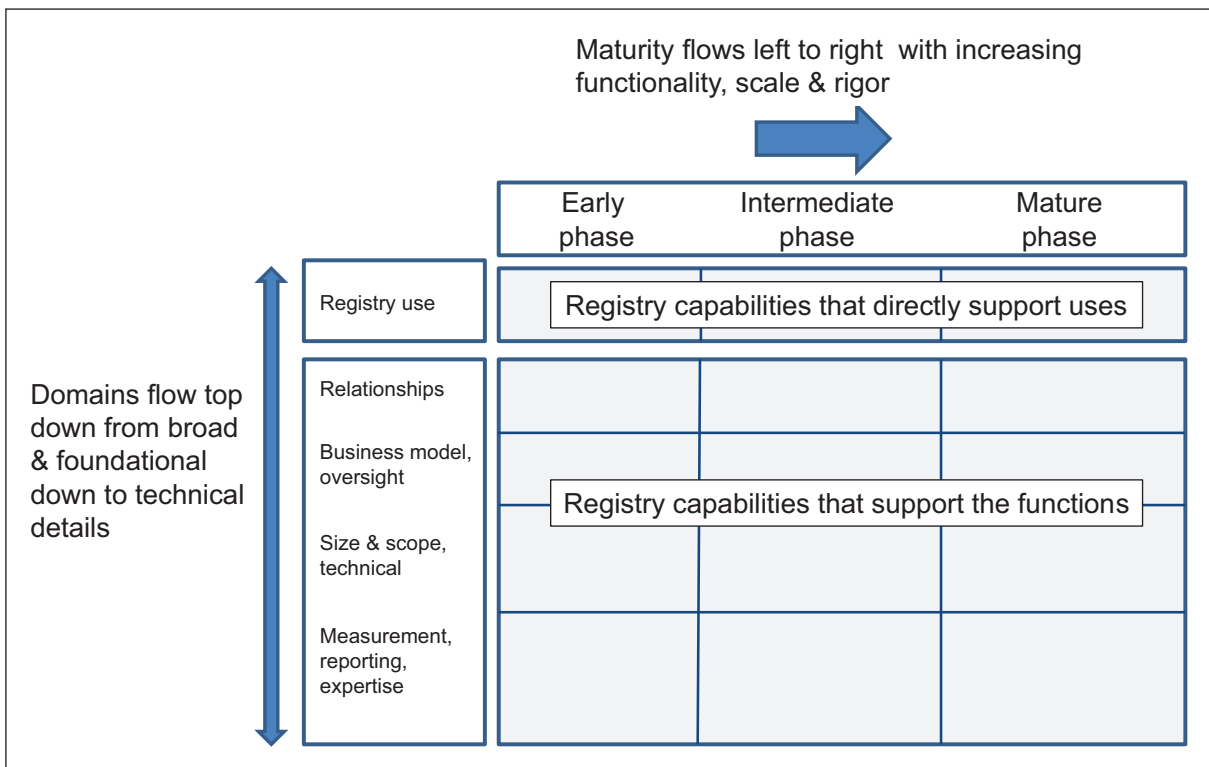 Maturity flows left to right with increasing
functionality, scale & rigor
Early
phase
Intermediate
phase
Mature
phase
Registry use
Registry capabilities that directly support uses
Domains flow top
down from broad
& foundational
down to technical
details
Relationships
Business model,
oversight
Registry capabilities that support the functions
Size & scope,
technical
Measurement,
reporting,
expertise